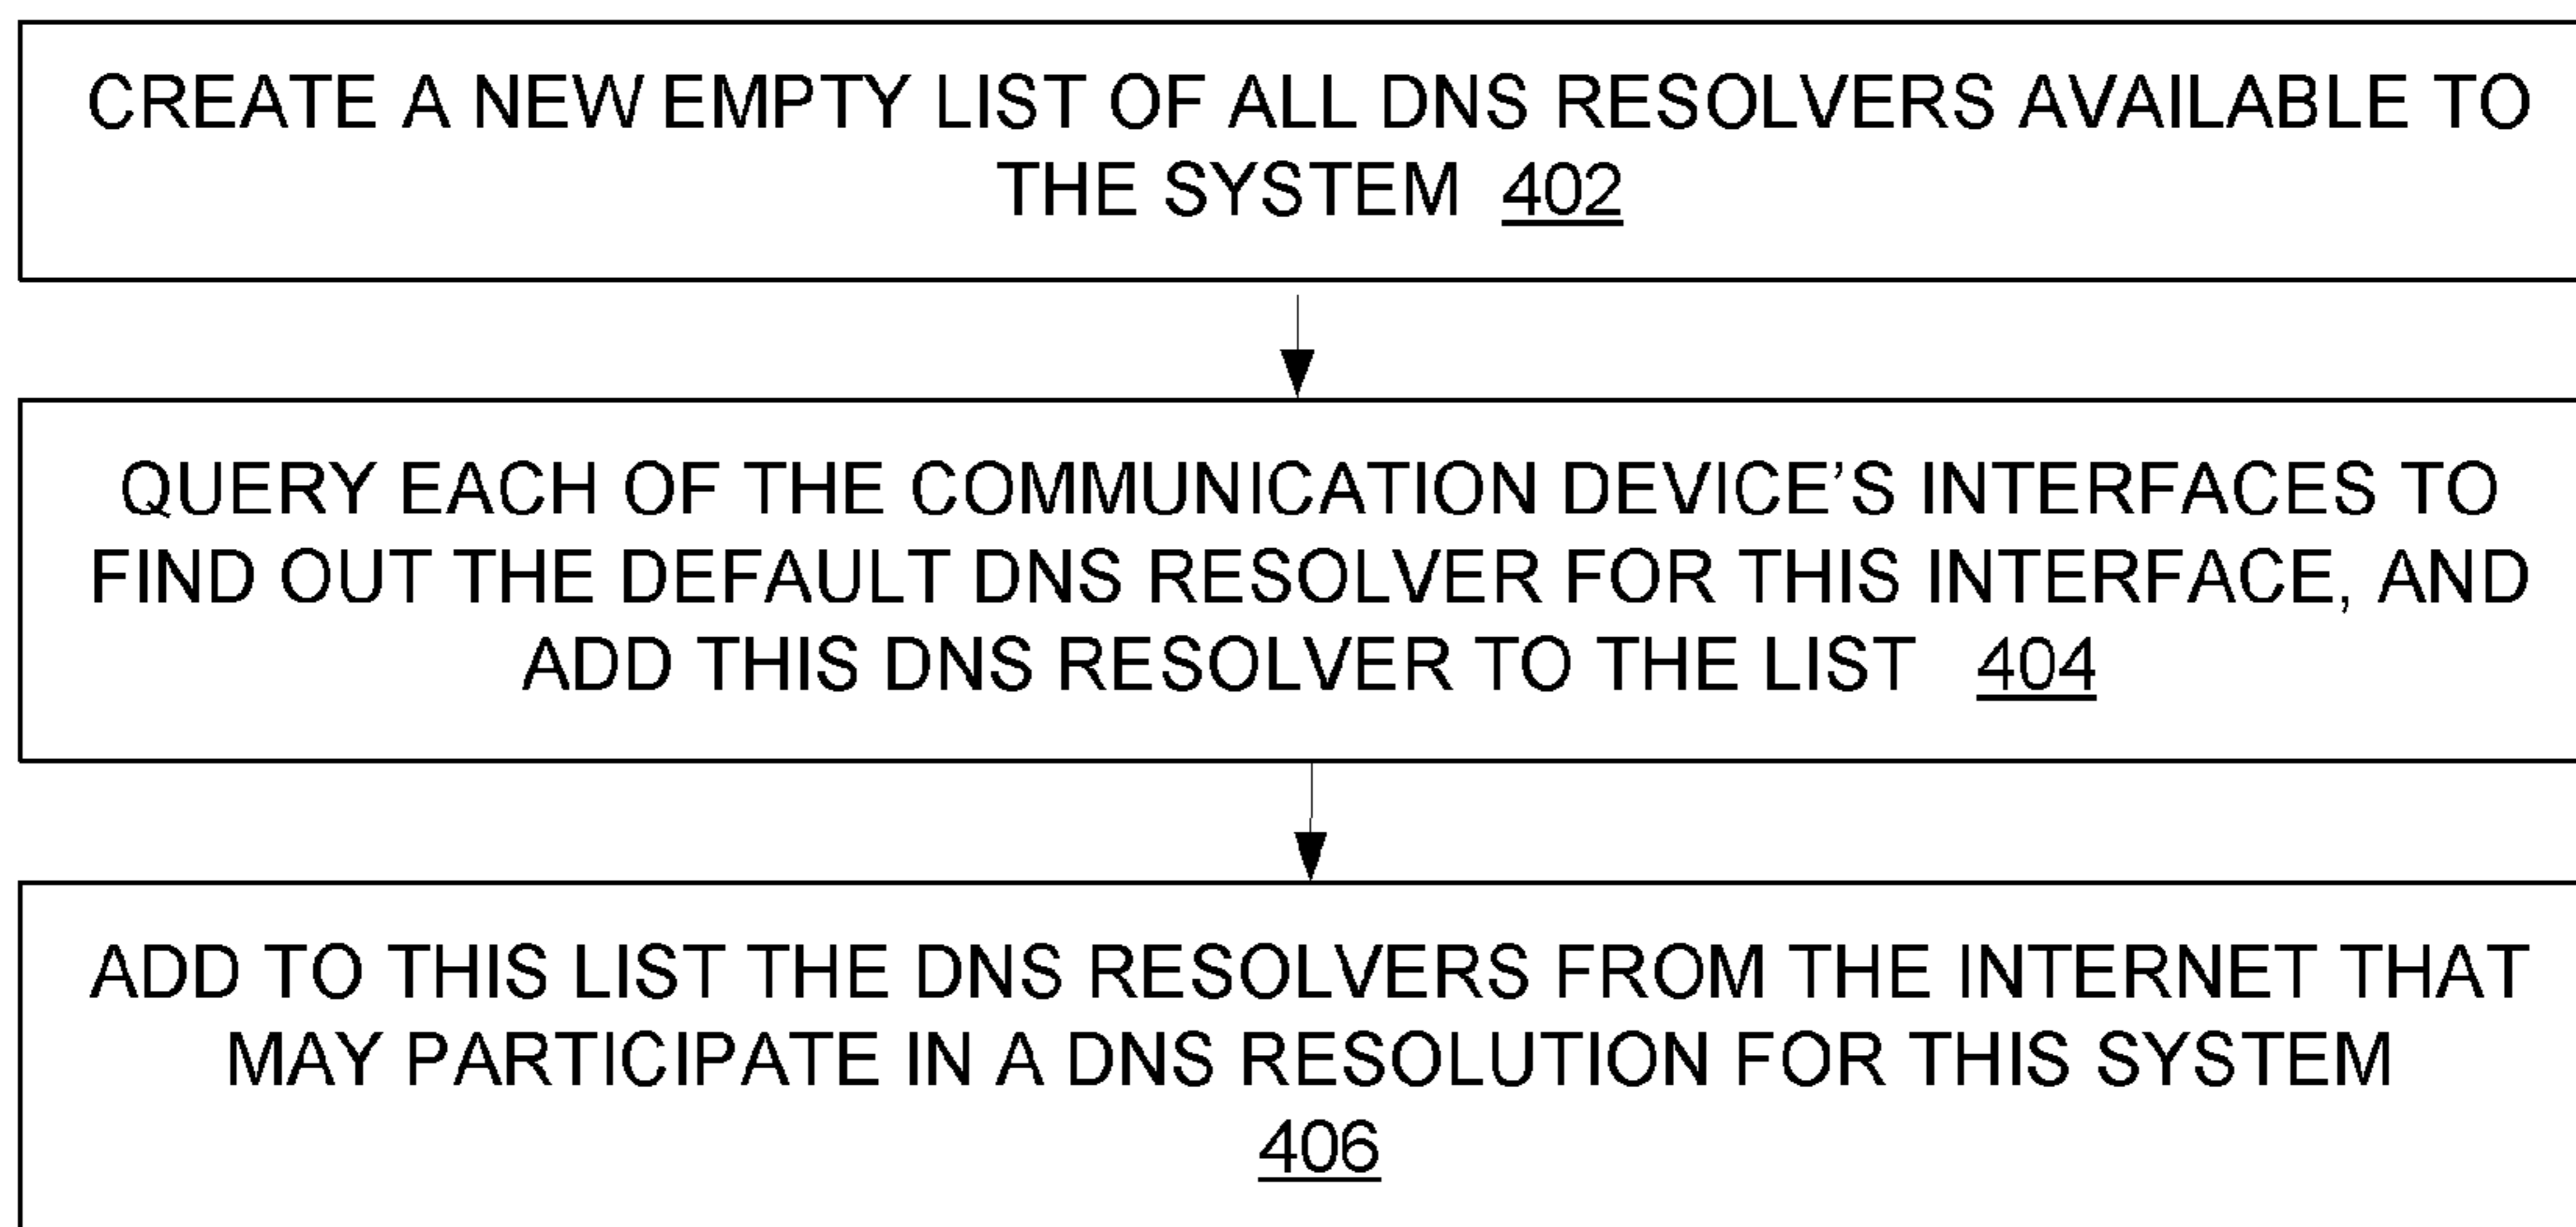 CREATE A NEW EMPTY LIST OF ALL DNS RESOLVERS AVAILABLE TO
THE SYSTEM 402
QUERY EACH OF THE COMMUNICATION DEVICE’S INTERFACES TO
FIND OUT THE DEFAULT DNS RESOLVER FOR THIS INTERFACE, AND
ADD THIS DNS RESOLVER TO THE LIST 404
ADD TO THIS LIST THE DNS RESOLVERS FROM THE INTERNET THAT
MAY PARTICIPATE IN A DNS RESOLUTION FOR THIS SYSTEM
406